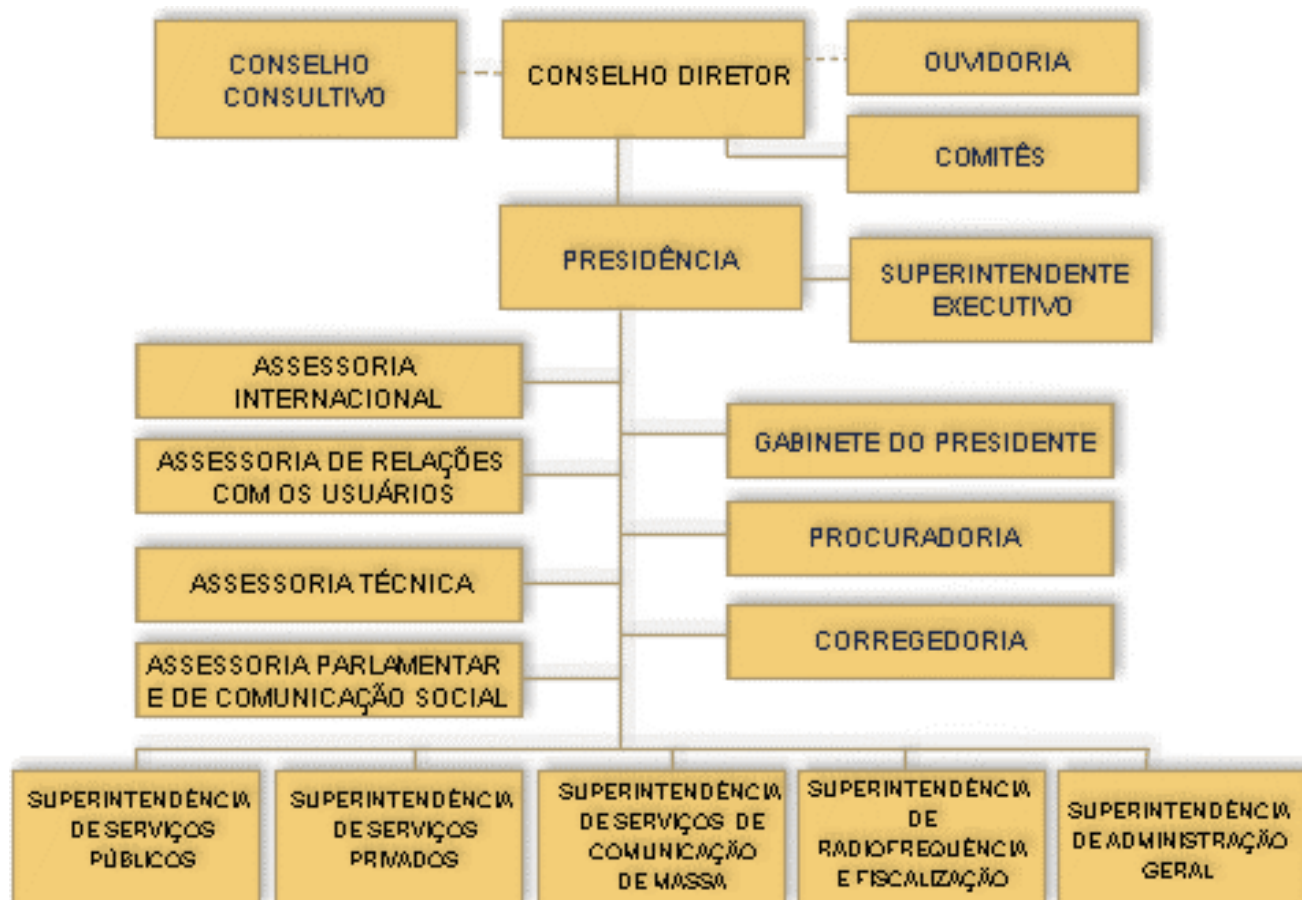 CONSELHO
CONSULTIVO
CONSELHO DIRETOR
OUVIDORIA
COMITÊS
PRESIDÊNCIA
SUPERINTENDENTE
EXECUTIVO
ASSESSORIA
INTERNACIONAL
ASSESSORIA DE RELAÇÕES
COM OS USUÁRIOS
ASSESSORIA TÉCNICA
ASSESSORIA PARLAMENTAR
E DE COMUNICAÇÃO SOCIAL
GABINETE DO PRESIDENTE
PROCURADORIA
CORREGEDORIA
SUPERINTENDÊNCIA
DE SERVIÇOS
PÚBLICOS
SUPERINTENDÊNCIA
DE SERVIÇOS
PRIVADOS
SUPERINTENDÊNCIA
DE SERVIÇOS DE
COMUNICAÇÃO
DE MASSA
SUPERINTENDÊNCIA
DE
RADIOFREQUÊNCIA
E FISCALIZAÇÃO
SUPERINTENDÊNCIA
DE ADMINISTRAÇÃO
GERAL